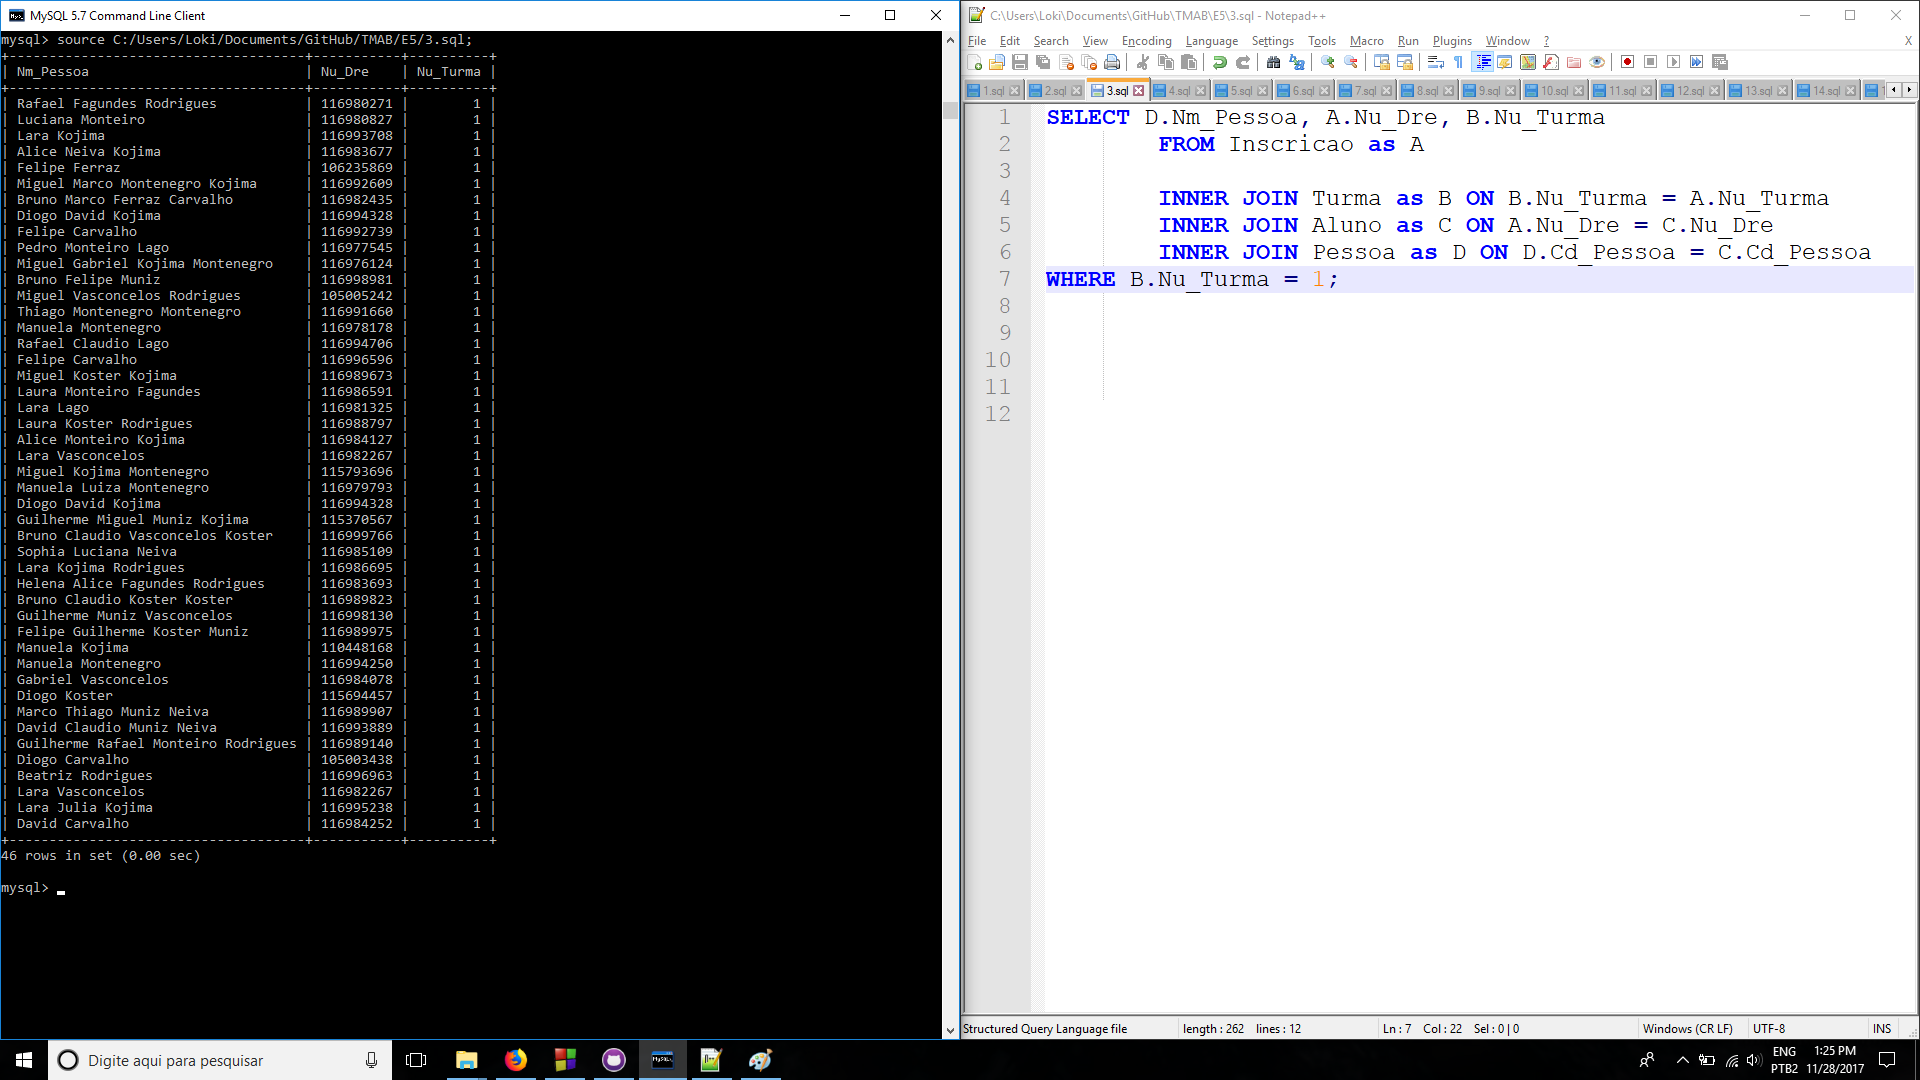 MySQL 5.7 Command Line Client
mysql> source C:/Users/Loki/Documents/GitHub/TMAB/E5/3.sql;
+-------------------------------------+-----------+----------+
| Nm_Pessoa | Nu_Dre | Nu_Turma |
+-------------------------------------+-----------+----------+
| Rafael Fagundes Rodrigues | 116980271 | 1 |
| Luciana Monteiro | 116980827 | 1 |
| Lara Kojima | 116993708 | 1 |
| Alice Neiva Kojima | 116983677 | 1 |
| Felipe Ferraz | 106235869 | 1 |
| Miguel Marco Montenegro Kojima | 116992609 | 1 |
| Bruno Marco Ferraz Carvalho | 116982435 | 1 |
| Diogo David Kojima | 116994328 | 1 |
| Felipe Carvalho | 116992739 | 1 |
| Pedro Monteiro Lago | 116977545 | 1 |
| Miguel Gabriel Kojima Montenegro | 116976124 | 1 |
| Bruno Felipe Muniz | 116998981 | 1 |
| Miguel Vasconcelos Rodrigues | 105005242 | 1 |
| Thiago Montenegro Montenegro | 116991660 | 1 |
| Manuela Montenegro | 116978178 | 1 |
| Rafael Claudio Lago | 116994706 | 1 |
| Felipe Carvalho | 116996596 | 1 |
| Miguel Koster Kojima | 116989673 | 1 |
| Laura Monteiro Fagundes | 116986591 | 1 |
| Lara Lago | 116981325 | 1 |
| Laura Koster Rodrigues | 116988797 | 1 |
| Alice Monteiro Kojima | 116984127 | 1 |
| Lara Vasconcelos | 116982267 | 1 |
| Miguel Kojima Montenegro | 115793696 | 1 |
| Manuela Luiza Montenegro | 116979793 | 1 |
| Diogo David Kojima | 116994328 | 1 |
| Guilherme Miguel Muniz Kojima | 115370567 | 1 |
| Bruno Claudio Vasconcelos Koster | 116999766 | 1 |
| Sophia Luciana Neiva | 116985109 | 1 |
| Lara Kojima Rodrigues | 116986695 | 1 |
| Helena Alice Fagundes Rodrigues | 116983693 | 1 |
| Bruno Claudio Koster Koster | 116989823 | 1 |
| Guilherme Muniz Vasconcelos | 116998130 | 1 |
| Felipe Guilherme Koster Muniz | 116989975 | 1 |
| Manuela Kojima | 110448168 | 1 |
| Manuela Montenegro | 116994250 | 1 |
| Gabriel Vasconcelos | 116984078 | 1 |
| Diogo Koster | 115694457 | 1 |
| Marco Thiago Muniz Neiva | 116989907 | 1 |
| David Claudio Muniz Neiva | 116993889 | 1 |
| Guilherme Rafael Monteiro Rodrigues | 116989140 | 1 |
| Diogo Carvalho | 105003438 | 1 |
| Beatriz Rodrigues | 116996963 | 1 |
| Lara Vasconcelos | 116982267 | 1 |
| Lara Julia Kojima | 116995238 | 1 |
| David Carvalho | 116984252 | 1 |
+-------------------------------------+-----------+----------+
46 rows in set (0.00 sec)
mysql> _
C:\Users\Loki\Documents\GitHub\TMAB\E5\3.sql - Notepad++
File Edit Search View Encoding Language Settings Tools Macro Run Plugins Window ? X
1.sql 2.sql 3.sql 4.sql 5.sql 6.sql 7.sql 8.sql 9.sql 10.sql 11.sql 12.sql 13.sql 14.sql 1
1 SELECT D.Nm_Pessoa, A.Nu_Dre, B.Nu_Turma
2 FROM Inscricao as A
3
4 INNER JOIN Turma as B ON B.Nu_Turma = A.Nu_Turma
5 INNER JOIN Aluno as C ON A.Nu_Dre = C.Nu_Dre
6 INNER JOIN Pessoa as D ON D.Cd_Pessoa = C.Cd_Pessoa
7 WHERE B.Nu_Turma = 1;
8
9
10
11
12
Structured Query Language file length : 262 lines : 12 Ln : 7 Col : 22 Sel : 0 | 0 Windows (CR LF) UTF-8 INS
Digite aqui para pesquisar
ENG 1:25 PM
PTB2 11/28/2017